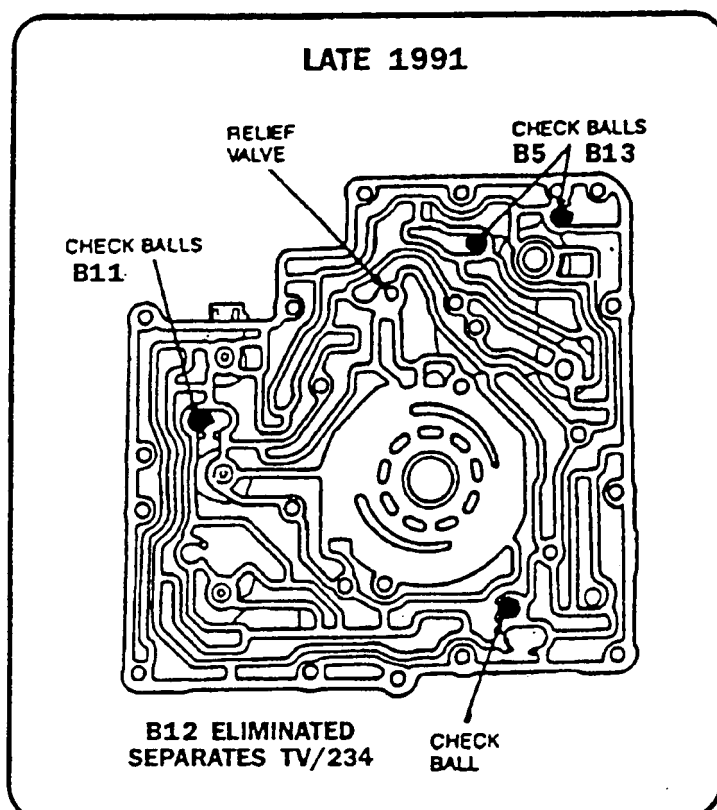 LATE 1991
RELIEF
VALVE
CHECK BALLS
B5 B13
CHECK BALLS
B11
B12 ELIMINATED
SEPARATES TV/234
CHECK
BALL